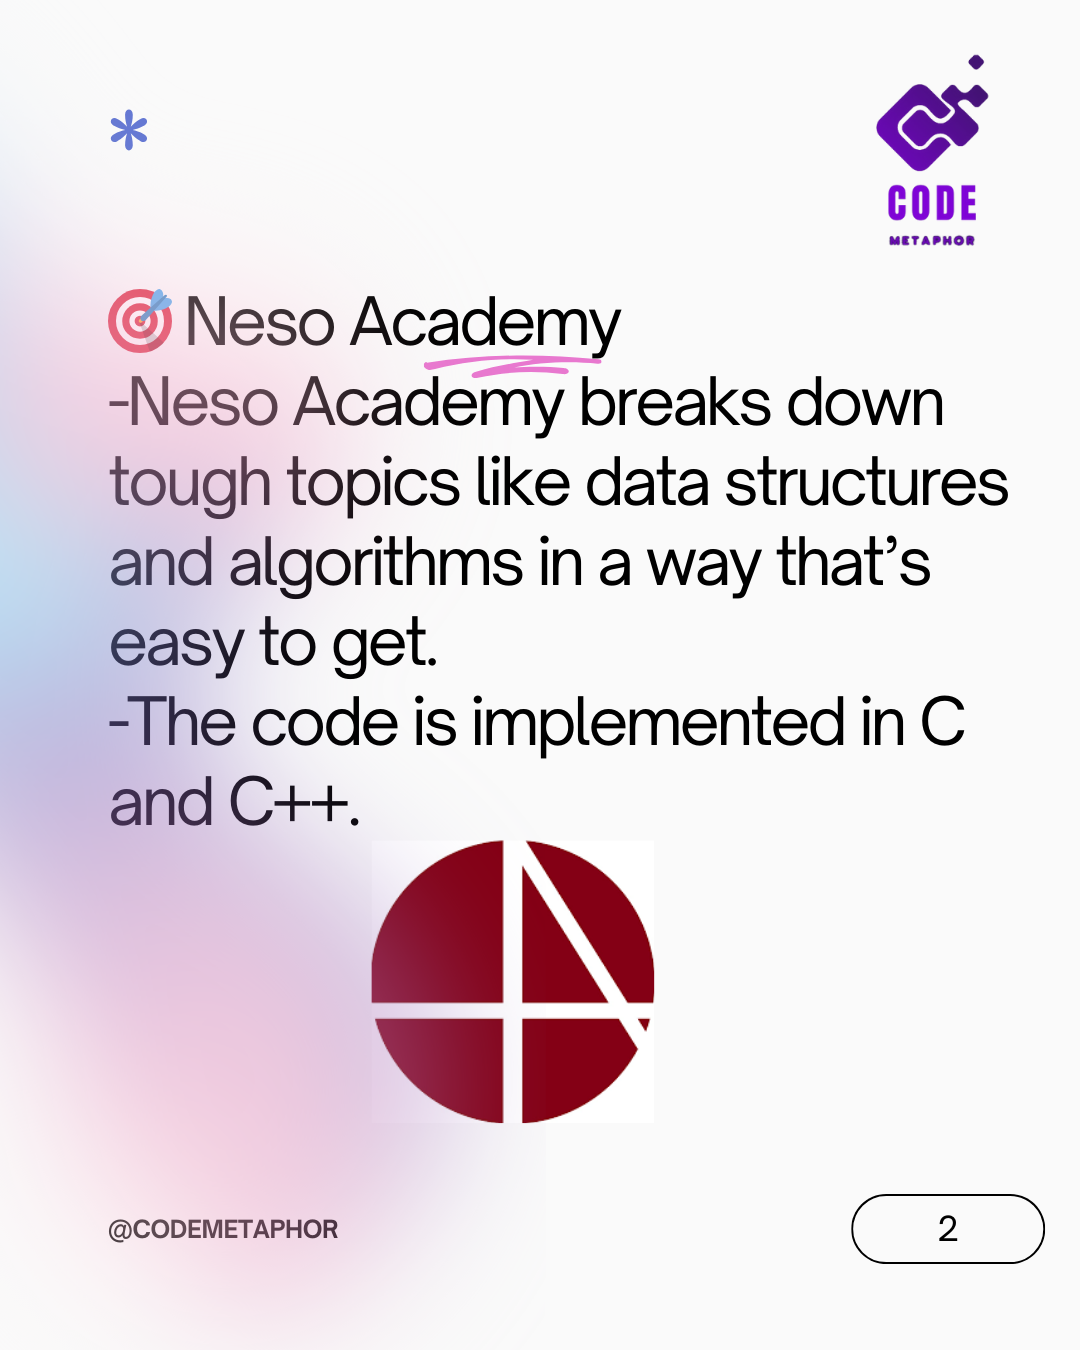 CODE
METAPHOR
🎯 Neso Academy
-Neso Academy breaks down
tough topics like data structures
and algorithms in a way that’s
easy to get.
-The code is implemented in C
and C++.
@CODEMETAPHOR
2